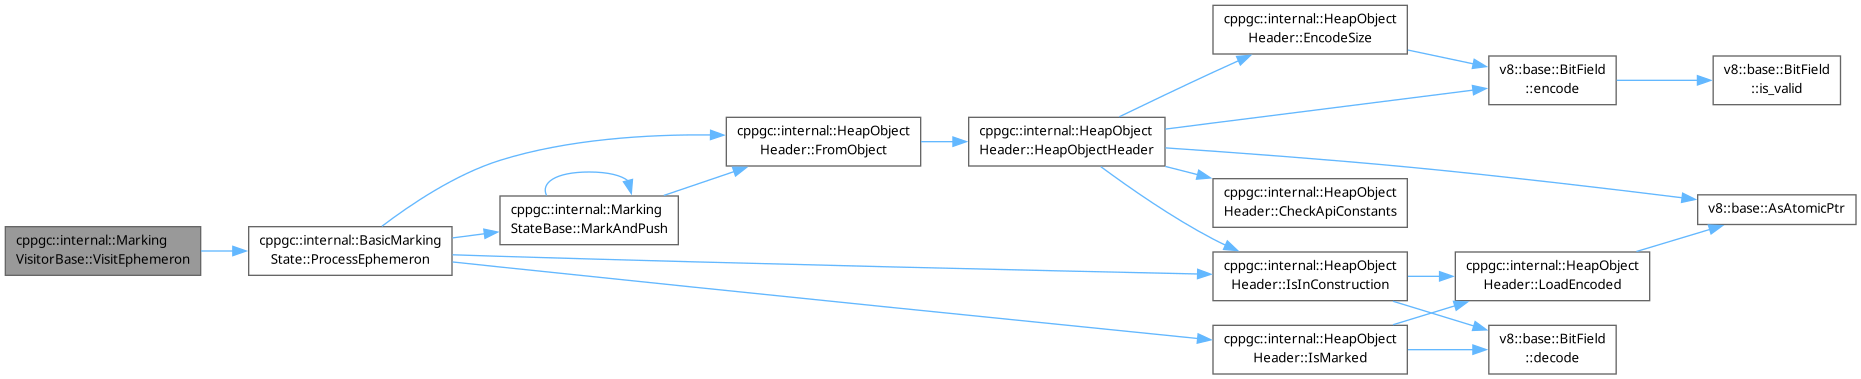 cppgc::internal::Marking
VisitorBase::VisitEphemeron
cppgc::internal::BasicMarking
State::ProcessEphemeron
cppgc::internal::Marking
StateBase::MarkAndPush
cppgc::internal::HeapObject
Header::FromObject
cppgc::internal::HeapObject
Header::HeapObjectHeader
cppgc::internal::HeapObject
Header::EncodeSize
cppgc::internal::HeapObject
Header::CheckApiConstants
cppgc::internal::HeapObject
Header::IsInConstruction
cppgc::internal::HeapObject
Header::IsMarked
v8::base::BitField
::encode
cppgc::internal::HeapObject
Header::LoadEncoded
v8::base::BitField
::decode
v8::base::BitField
::is_valid
v8::base::AsAtomicPtr